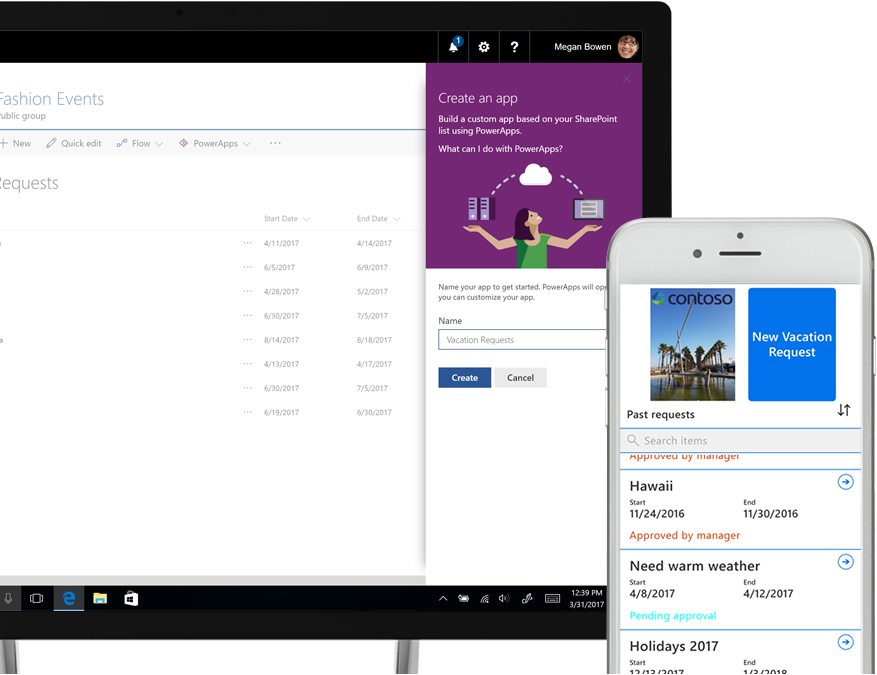 1
?
Megan Bowen
Fashion Events
Public group
New
Quick edit
Flow
PowerApps
Requests
Start Date
End Date
4/11/2017
4/14/2017
6/5/2017
6/9/2017
4/28/2017
5/2/2017
6/30/2017
7/5/2017
8/14/2017
8/18/2017
4/13/2017
4/17/2017
6/30/2017
7/5/2017
6/19/2017
6/30/2017
Create an app
Build a custom app based on your SharePoint
list using PowerApps.
What can I do with PowerApps?
Name your app to get started. PowerApps will
you can customize your app.
Name
Vacation Requests
Create
Cancel
12:39 PM
3/31/2017
contoso
New Vacation
Request
Past requests
Search items
Approved by manager
Hawaii
Start
End
11/24/2016
11/30/2016
Approved by manager
Need warm weather
Start
End
4/8/2017
4/12/2017
Pending approval
Holidays 2017
Start
End
12/13/2017
1/3/2018